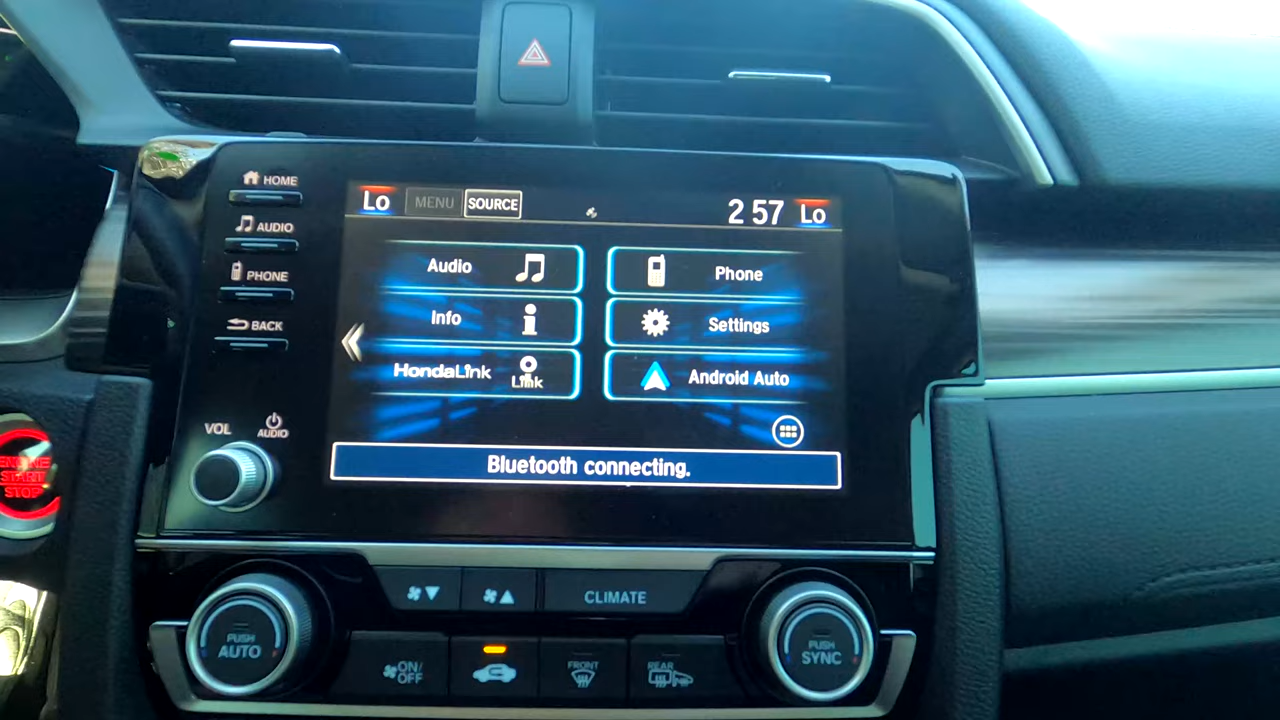 HOME
AUDIO
PHONE
BACK
VOL
AUDIO
ENGINE
START
STOP
Lo
MENU
SOURCE
2 57
Lo
Audio
Phone
Info
Settings
HondaLink
Link
Android Auto
Bluetooth connecting.
CLIMATE
PUSH
AUTO
ON/
OFF
FRONT
REAR
PUSH
SYNC